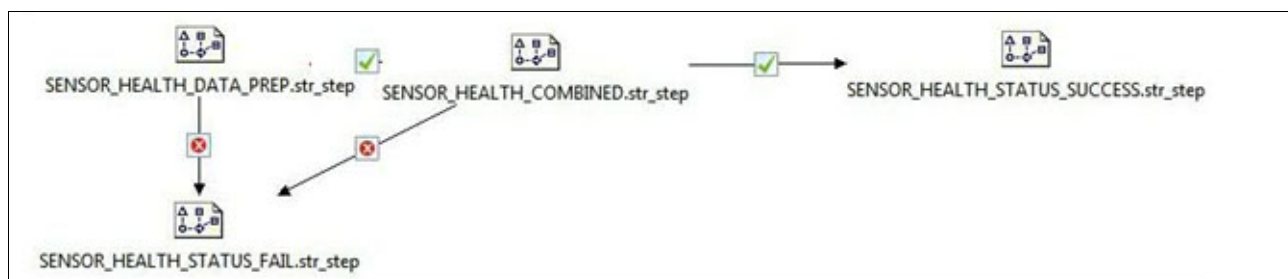 SENSOR_HEALTH_DATA_PREP.str_step
SENSOR_HEALTH_COMBINED.str_step
SENSOR_HEALTH_STATUS_SUCCESS.str_step
SENSOR_HEALTH_STATUS_FAIL.str_step